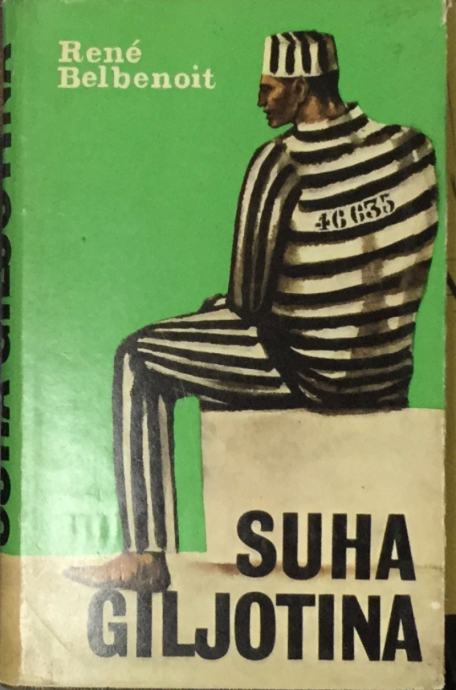 René
Belbenoit
46635
SUHA
GILJOTINA